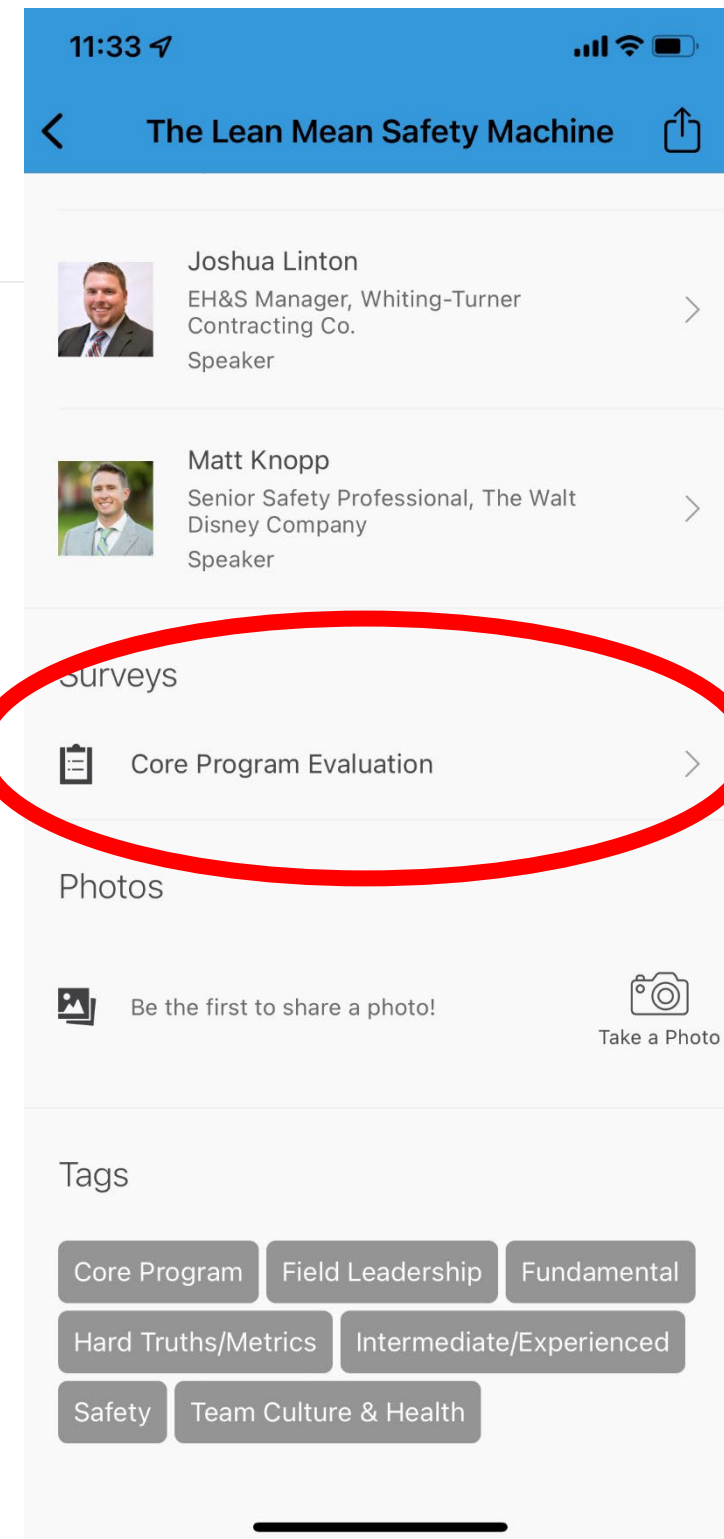 11:33
The Lean Mean Safety Machine
Joshua Linton
EH&S Manager, Whiting-Turner
Contracting Co.
Speaker
Matt Knopp
Senior Safety Professional, The Walt
Disney Company
Speaker
Surveys
Core Program Evaluation
Photos
Be the first to share a photo!
Take a Photo
Tags
Core Program Field Leadership Fundamental
Hard Truths/Metrics Intermediate/Experienced
Safety Team Culture & Health